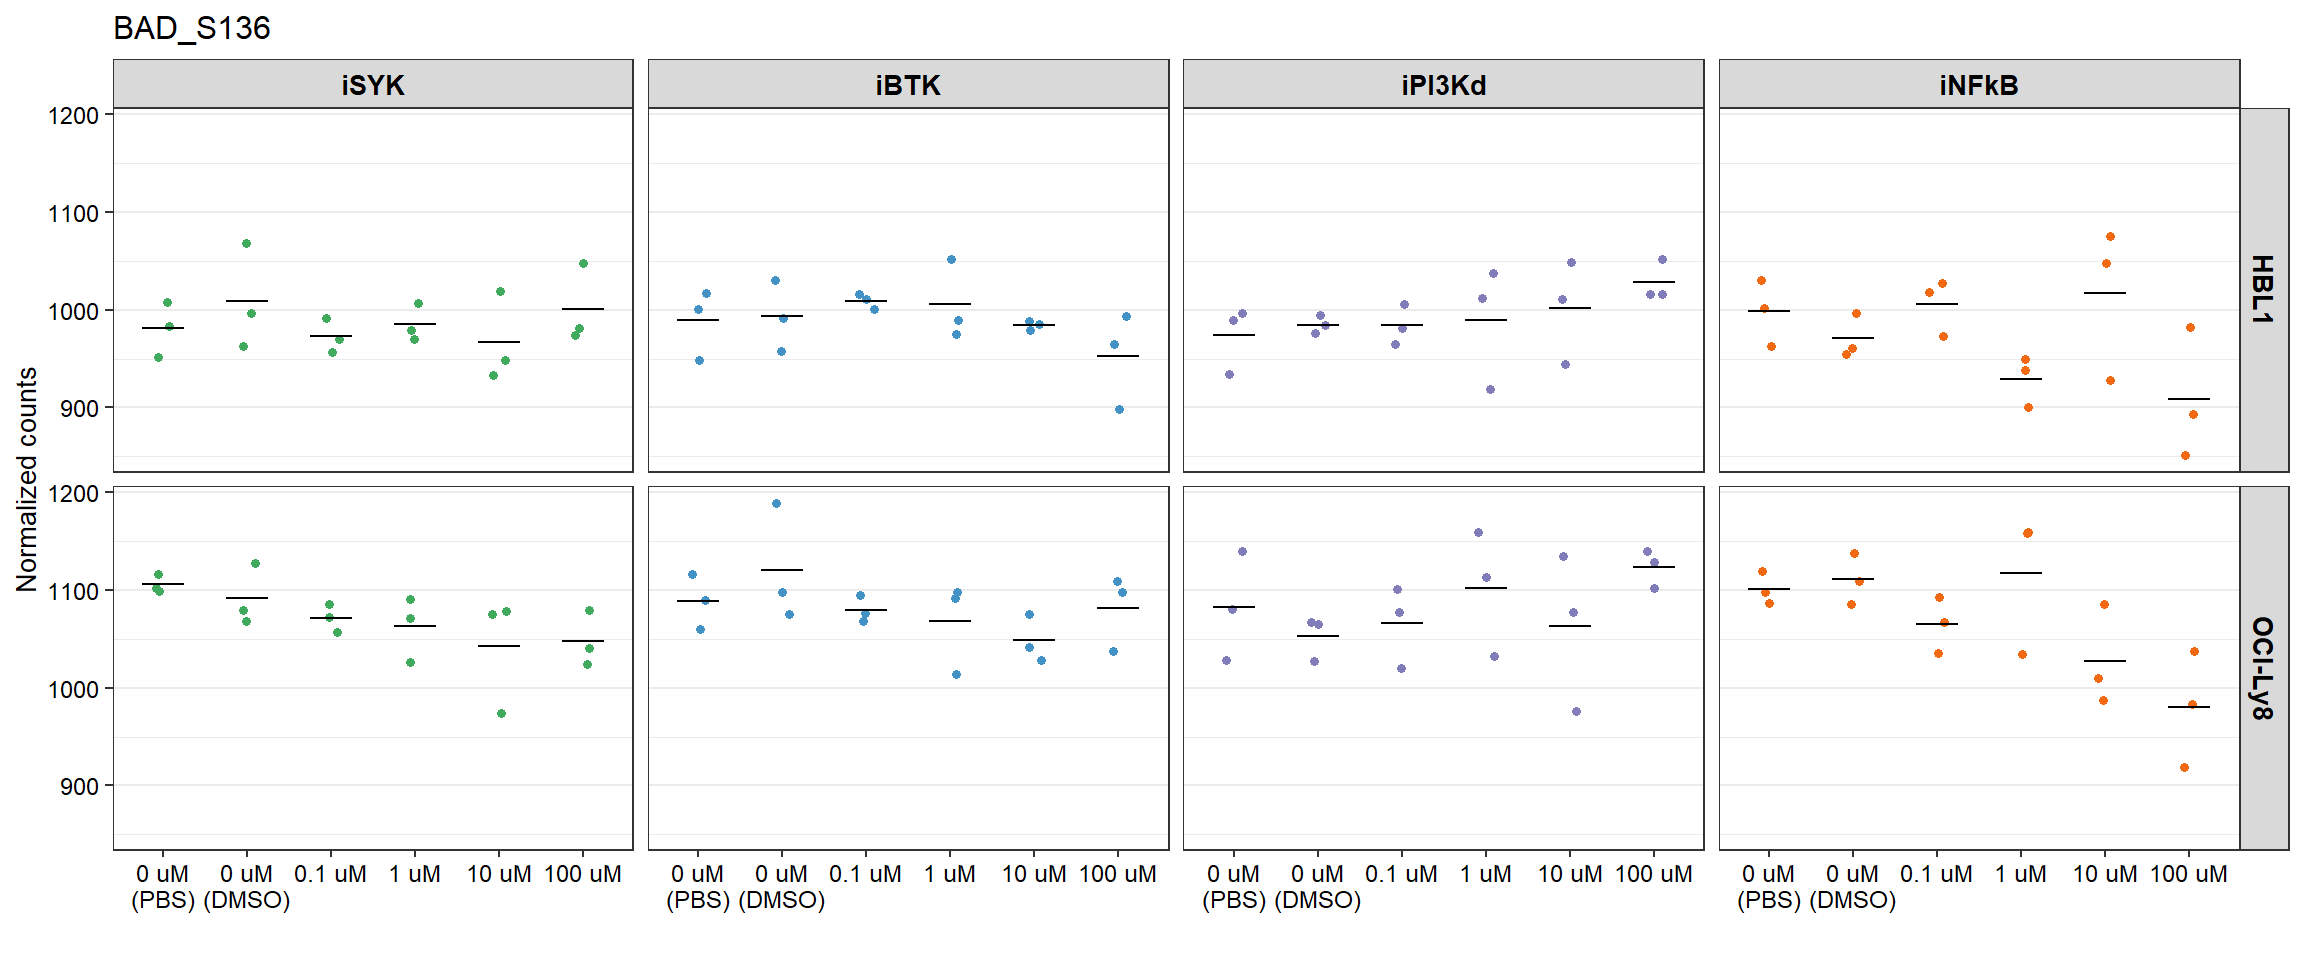 BAD_S136
iSYK
iBTK
iPI3Kd
iNFkB
Normalized counts
1200
1100
1000
900
HBL1
1200
1100
1000
900
OCI-Ly8
0 uM (PBS)
0 uM (DMSO)
0.1 uM
1 uM
10 uM
100 uM
0 uM (PBS)
0 uM (DMSO)
0.1 uM
1 uM
10 uM
100 uM
0 uM (PBS)
0 uM (DMSO)
0.1 uM
1 uM
10 uM
100 uM
0 uM (PBS)
0 uM (DMSO)
0.1 uM
1 uM
10 uM
100 uM